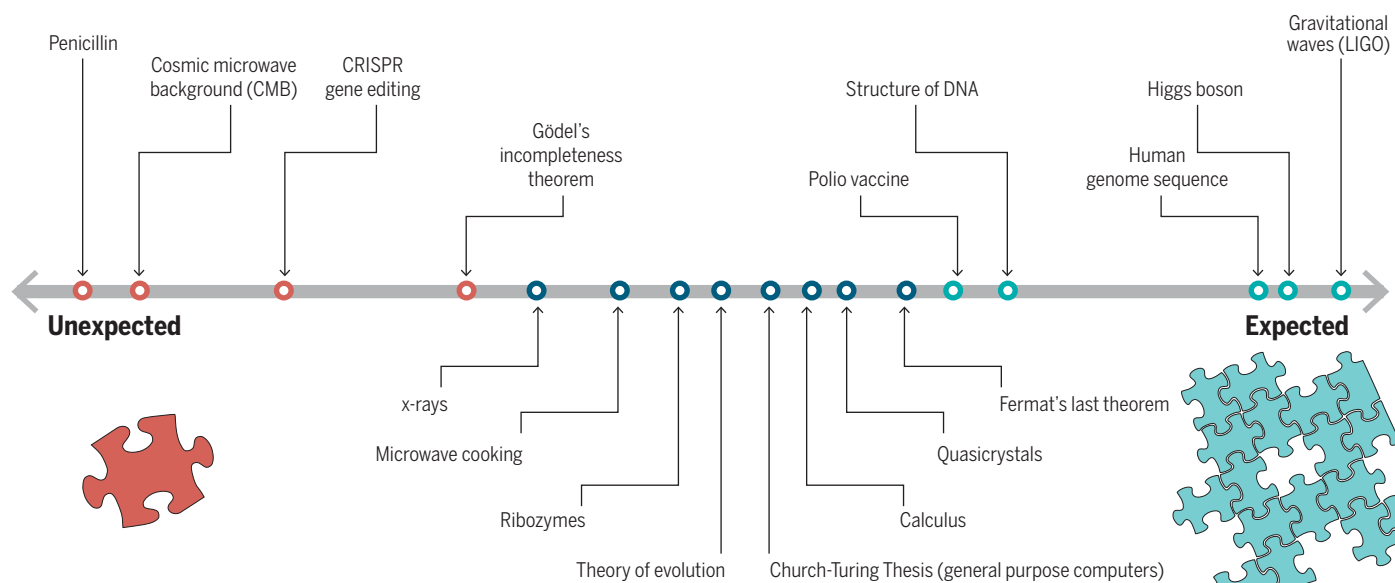 Penicillin
Cosmic microwave
background (CMB)
CRISPR
gene editing
Gödel's
incompleteness
theorem
Structure of DNA
Polio vaccine
Higgs boson
Human
genome sequence
Gravitational
waves (LIGO)
Unexpected
Expected
x-rays
Microwave cooking
Ribozymes
Theory of evolution
Church-Turing Thesis (general purpose computers)
Calculus
Quasicrystals
Fermat's last theorem